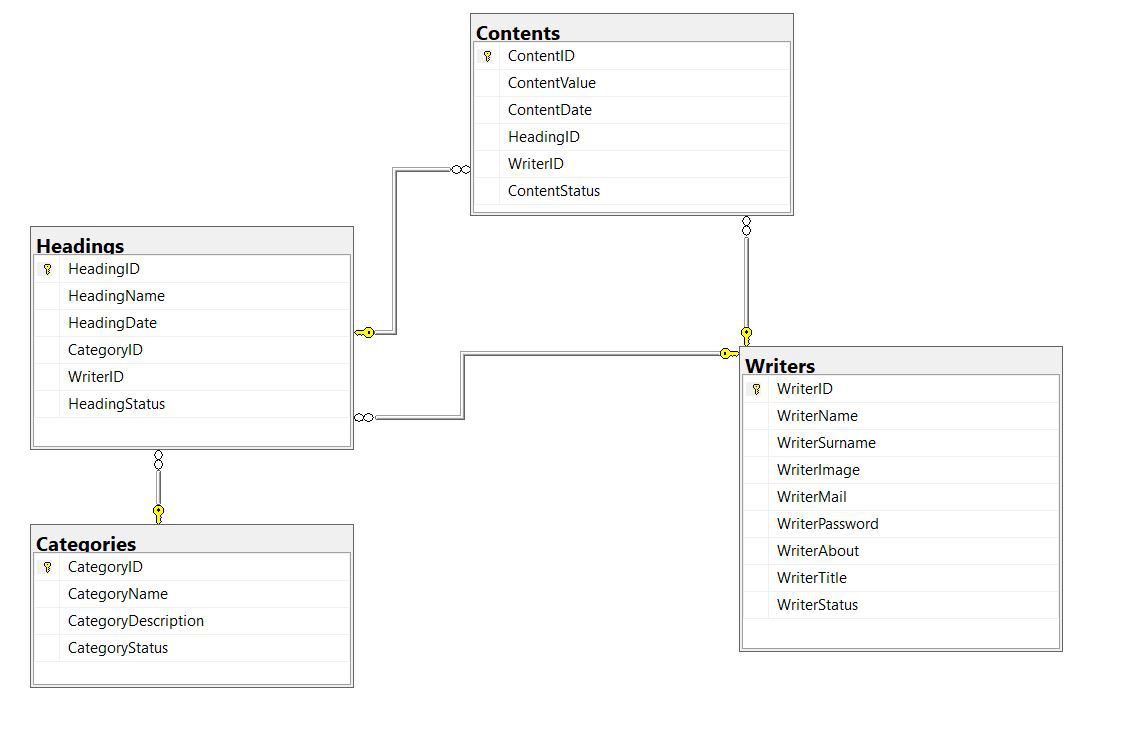 Contents
ContentID
ContentValue
ContentDate
HeadingID
WriterID
ContentStatus
Headings
HeadingID
HeadingName
HeadingDate
CategoryID
WriterID
HeadingStatus
Writers
WriterID
WriterName
WriterSurname
WriterImage
WriterMail
WriterPassword
WriterAbout
WriterTitle
WriterStatus
Categories
CategoryID
CategoryName
CategoryDescription
CategoryStatus